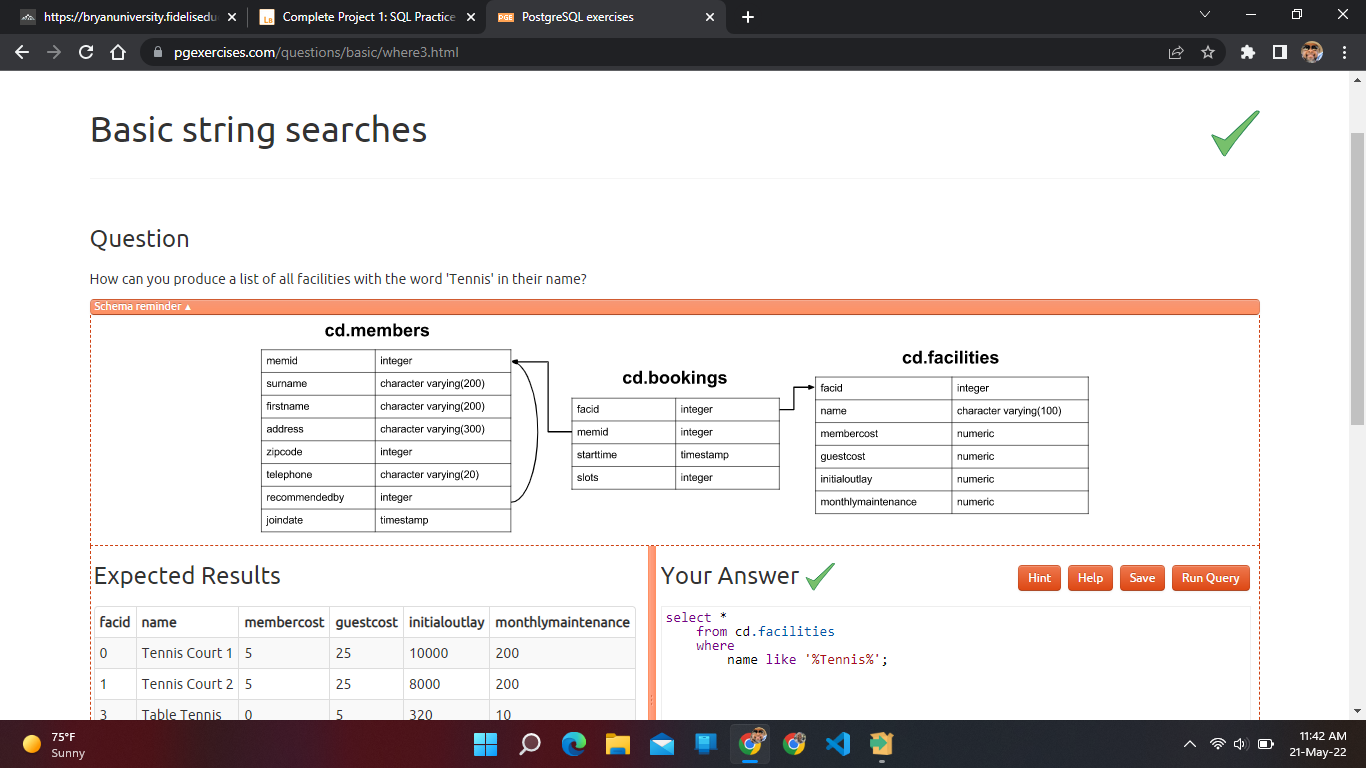 https://bryanuniversity.fidelisedu
Complete Project 1: SQL Practice
PGE PostgreSQL exercises
pgexercises.com/questions/basic/where3.html
Basic string searches
Question
How can you produce a list of all facilities with the word 'Tennis' in their name?
Schema reminder ▲
cd.members
memid integer
surname character varying(200)
firstname character varying(200)
address character varying(300)
zipcode integer
telephone character varying(20)
recommendedby integer
joindate timestamp
cd.bookings
facid integer
memid integer
starttime timestamp
slots integer
cd.facilities
facid integer
name character varying(100)
membercost numeric
guestcost numeric
initialoutlay numeric
monthlymaintenance numeric
Expected Results
facid name membercost guestcost initialoutlay monthlymaintenance
0 Tennis Court 1 5 25 10000 200
1 Tennis Court 2 5 25 8000 200
3 Table Tennis 0 5 320 10
Your Answer
Hint Help Save Run Query
select *
from cd.facilities
where
name like '%Tennis%';
75°F
Sunny
11:42 AM
21-May-22